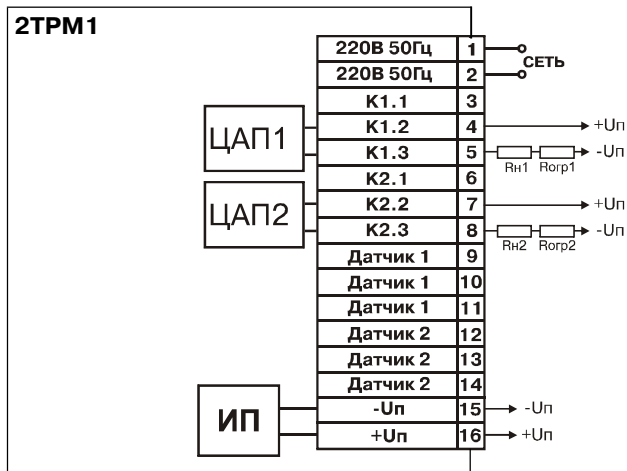 2ТРМ1
220В 50Гц 1
СЕТЬ
220В 50Гц 2
К1.1 3
ЦАП1
К1.2 4 +Uп
К1.3 5 -Uп
Rн1 Rогр1
К2.1 6
ЦАП2
К2.2 7 +Uп
К2.3 8 -Uп
Rн2 Rогр2
Датчик 1 9
Датчик 1 10
Датчик 1 11
Датчик 2 12
Датчик 2 13
Датчик 2 14
ИП
-Uп 15 -Uп
+Uп 16 +Uп